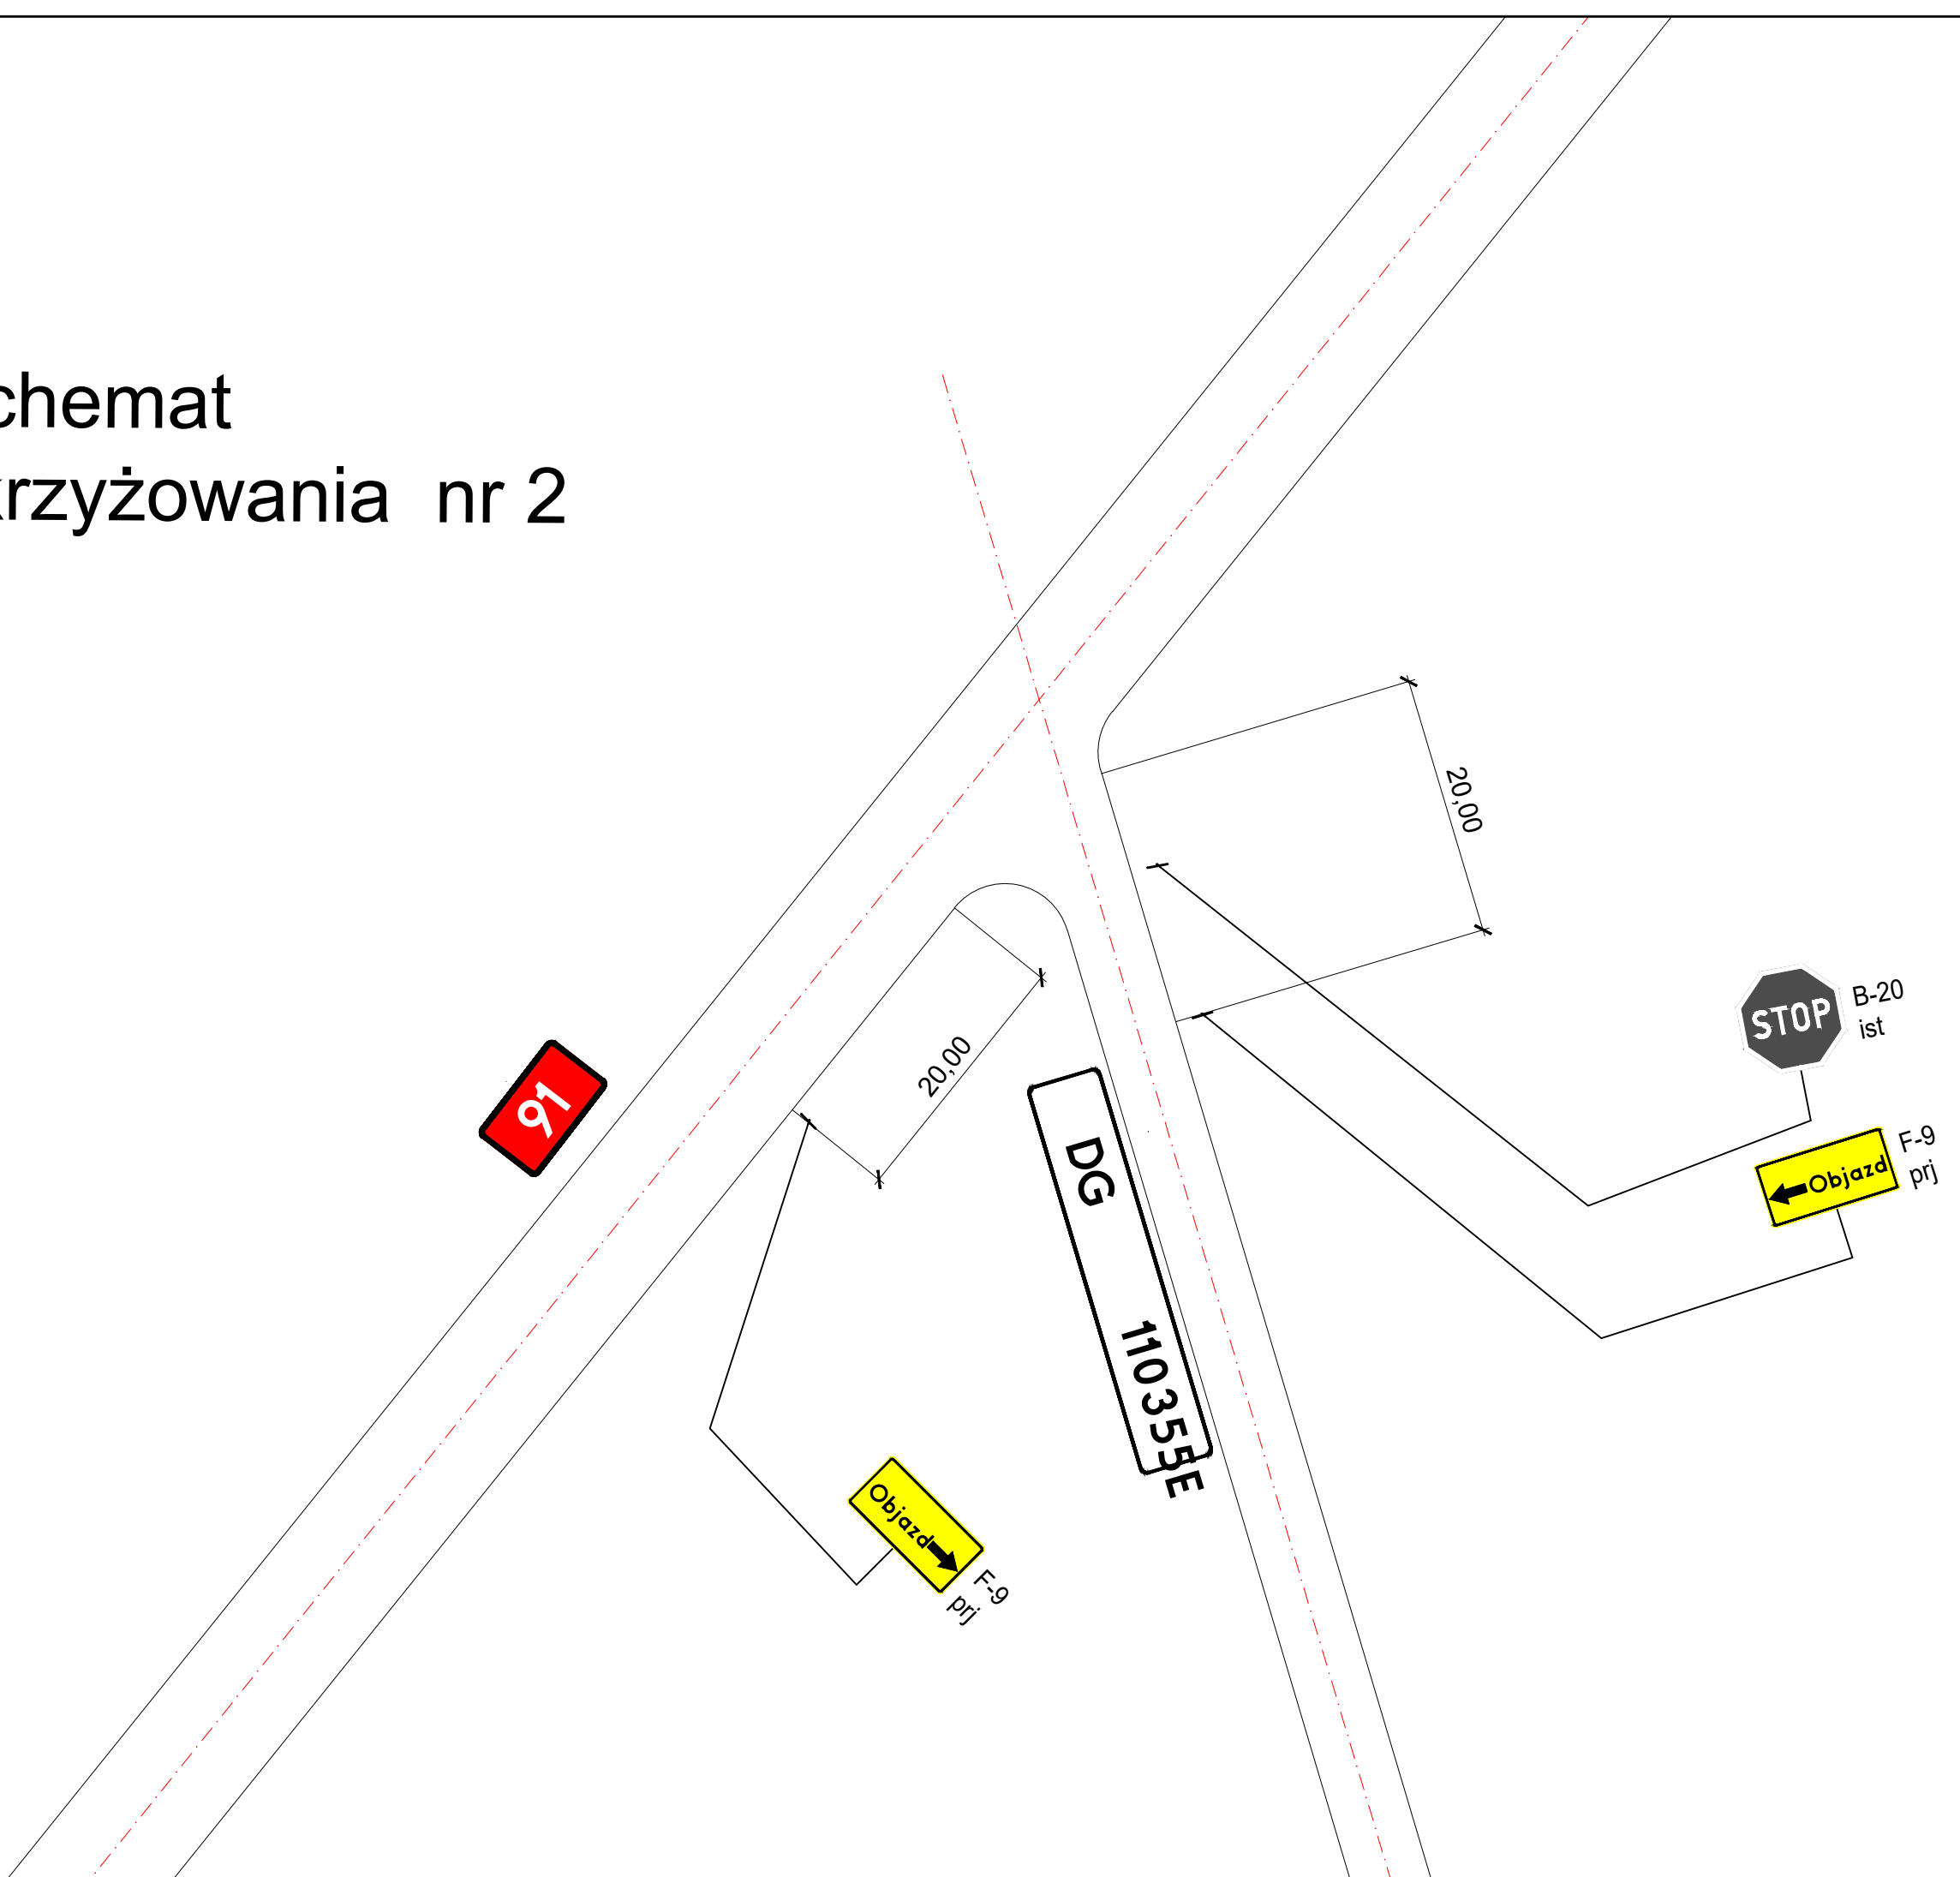 chemat
krzyżowania nr 2
20,00
STOP
B-20
ist
20,00
91
F-9
prj
Objazd
DG 110355E
Objazd
F-9
prj